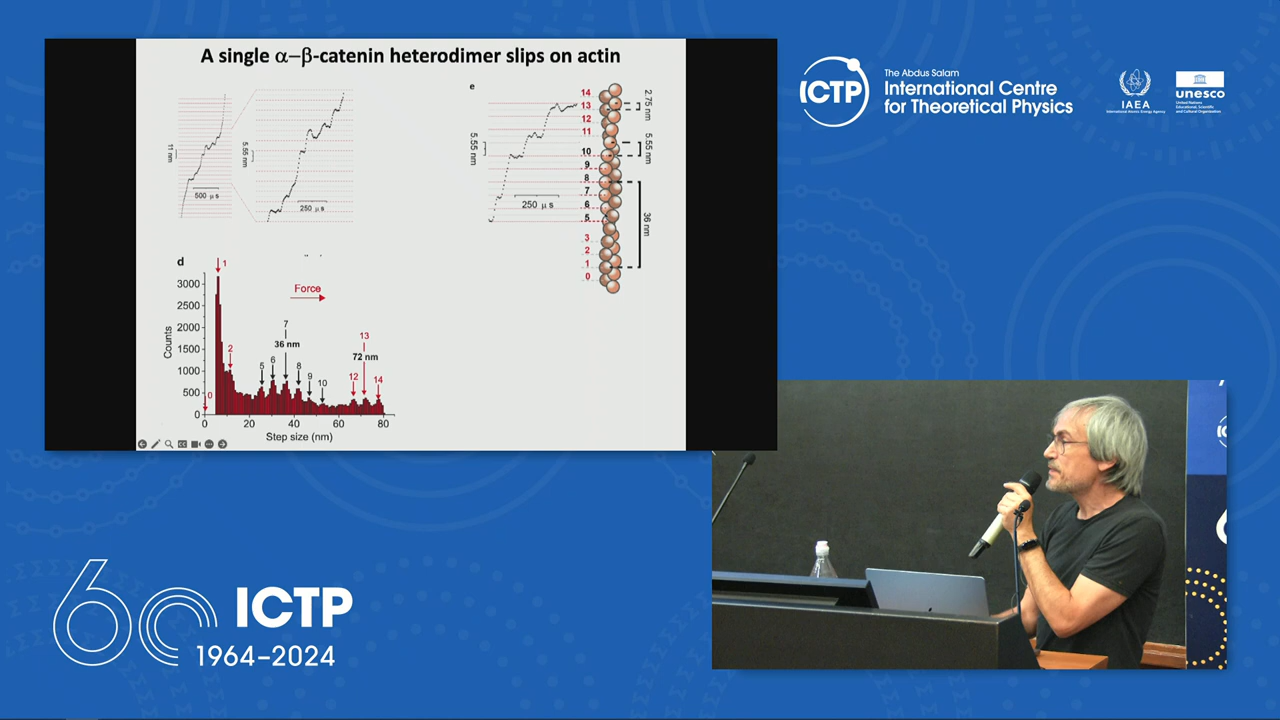 A single α–β-catenin heterodimer slips on actin
11 nm
500 µs
5.55 nm
250 µs
e
5.55 nm
250 µs
14
13
12
11
10
9
8
7
6
5
3
2
1
0
2.75 nm
5.55 nm
36 nm
d
Counts
3000
2500
2000
1500
1000
500
0
0
1
2
Force
5
6
7
36 nm
8
9
10
12
13
72 nm
14
0
20
40
60
80
Step size (nm)
ICTP
The Abdus Salam
International Centre
for Theoretical Physics
IAEA
International Atomic Energy Agency
unesco
United Nations
Educational, Scientific
and Cultural Organization
60 ICTP
1964–2024